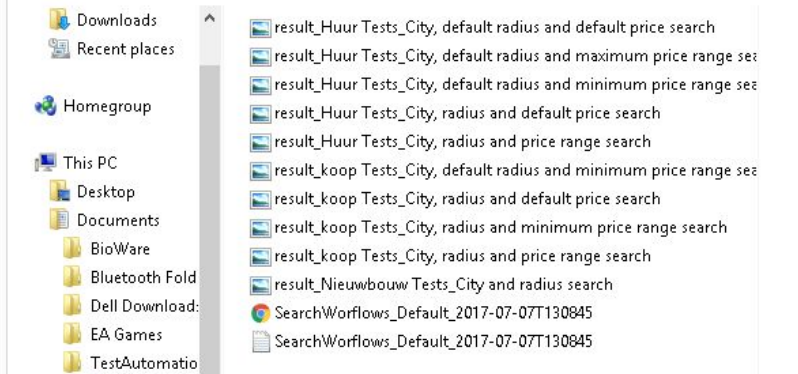 Downloads
Recent places
Homegroup
This PC
Desktop
Documents
BioWare
Bluetooth Fold
Dell Download:
EA Games
TestAutomatio
result_Huur Tests_City, default radius and default price search
result_Huur Tests_City, default radius and maximum price range sea
result_Huur Tests_City, default radius and minimum price range sea
result_Huur Tests_City, radius and default price search
result_Huur Tests_City, radius and price range search
result_koop Tests_City, default radius and minimum price range sea
result_koop Tests_City, radius and default price search
result_koop Tests_City, radius and minimum price range search
result_koop Tests_City, radius and price range search
result_Nieuwbouw Tests_City and radius search
SearchWorflows_Default_2017-07-07T130845
SearchWorflows_Default_2017-07-07T130845